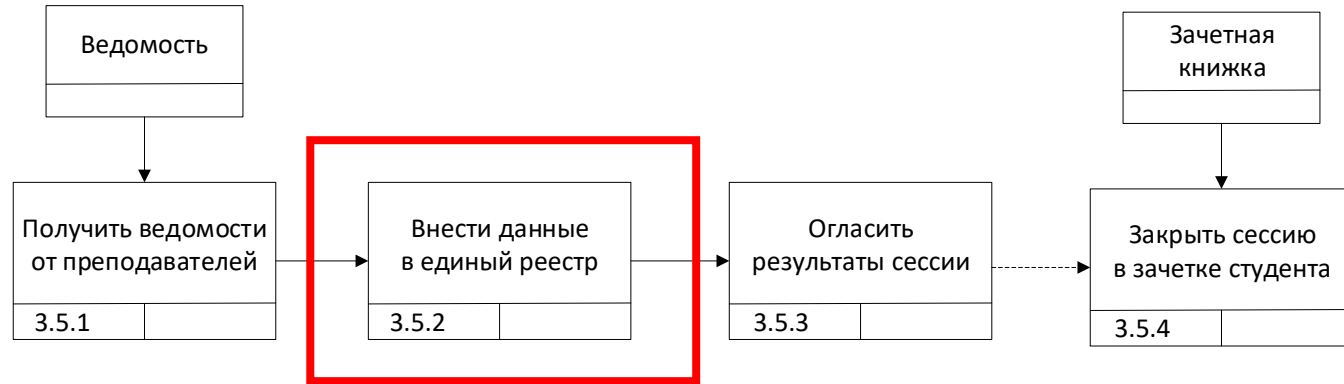 Ведомость
Зачетная
книжка
Получить ведомости
от преподавателей
3.5.1
Внести данные
в единый реестр
3.5.2
Огласить
результаты сессии
3.5.3
Закрыть сессию
в зачетке студента
3.5.4